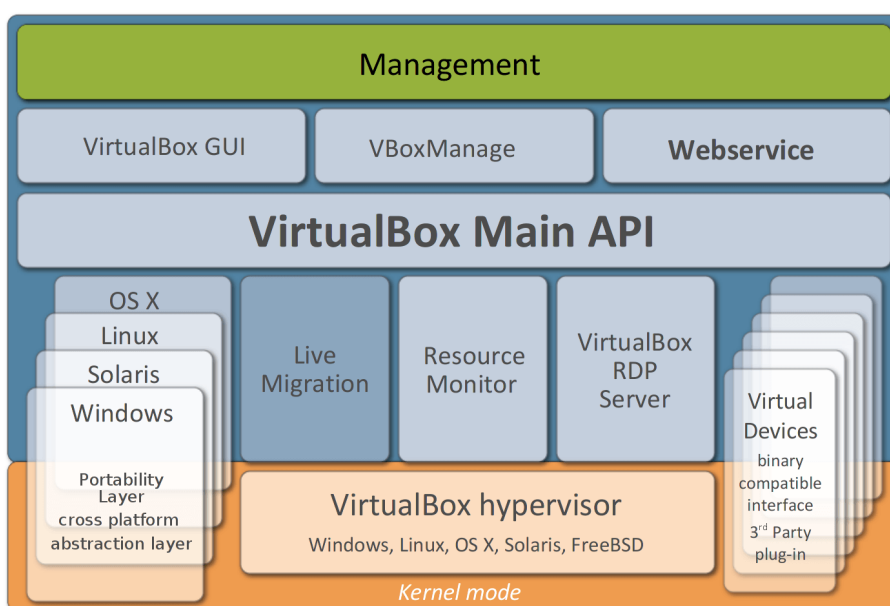 Management
VirtualBox GUI
VBoxManage
Webservice
VirtualBox Main API
OS X
Linux
Solaris
Windows
Portability
Layer
cross platform
abstraction layer
Live
Migration
Resource
Monitor
VirtualBox
RDP
Server
Virtual
Devices
binary
compatible
interface
3rd Party
plug-in
VirtualBox hypervisor
Windows, Linux, OS X, Solaris, FreeBSD
Kernel mode